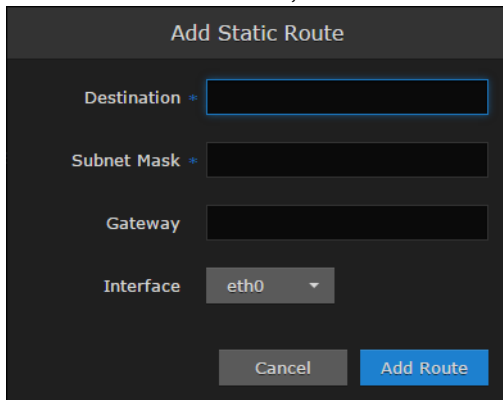 Add Static Route
Destination *
Subnet Mask *
Gateway
Interface eth0
Cancel Add Route